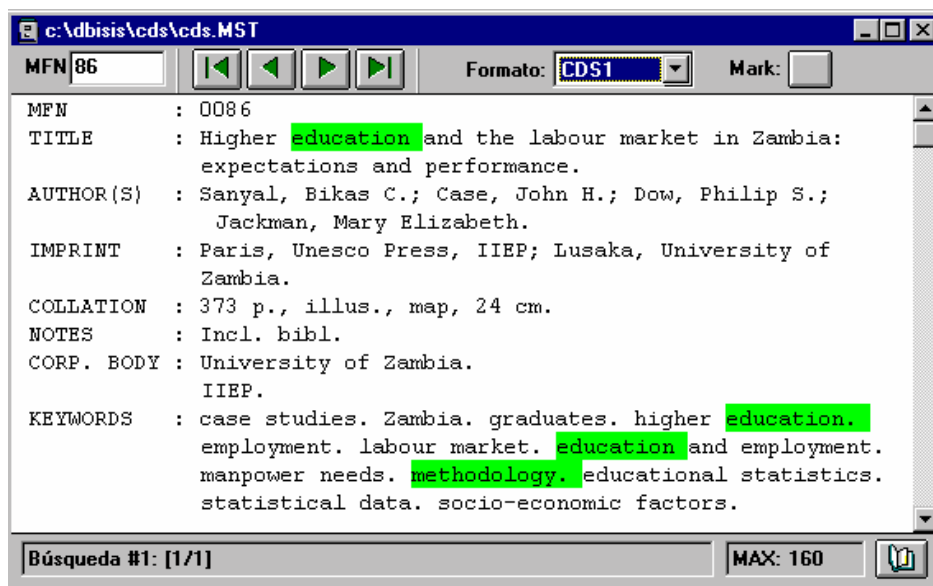 c:\dbisis\cds\cds.MST
MFN 86 Formato: CDS1 Mark:
MFN : 0086
TITLE : Higher education and the labour market in Zambia:
expectations and performance.
AUTHOR(S) : Sanyal, Bikas C.; Case, John H.; Dow, Philip S.;
Jackman, Mary Elizabeth.
IMPRINT : Paris, Unesco Press, IIEP; Lusaka, University of
Zambia.
COLLATION : 373 p., illus., map, 24 cm.
NOTES : Incl. bibl.
CORP. BODY : University of Zambia.
IIEP.
KEYWORDS : case studies. Zambia. graduates. higher education.
employment. labour market. education and employment.
manpower needs. methodology. educational statistics.
statistical data. socio-economic factors.
Búsqueda #1: [1/1] MAX: 160